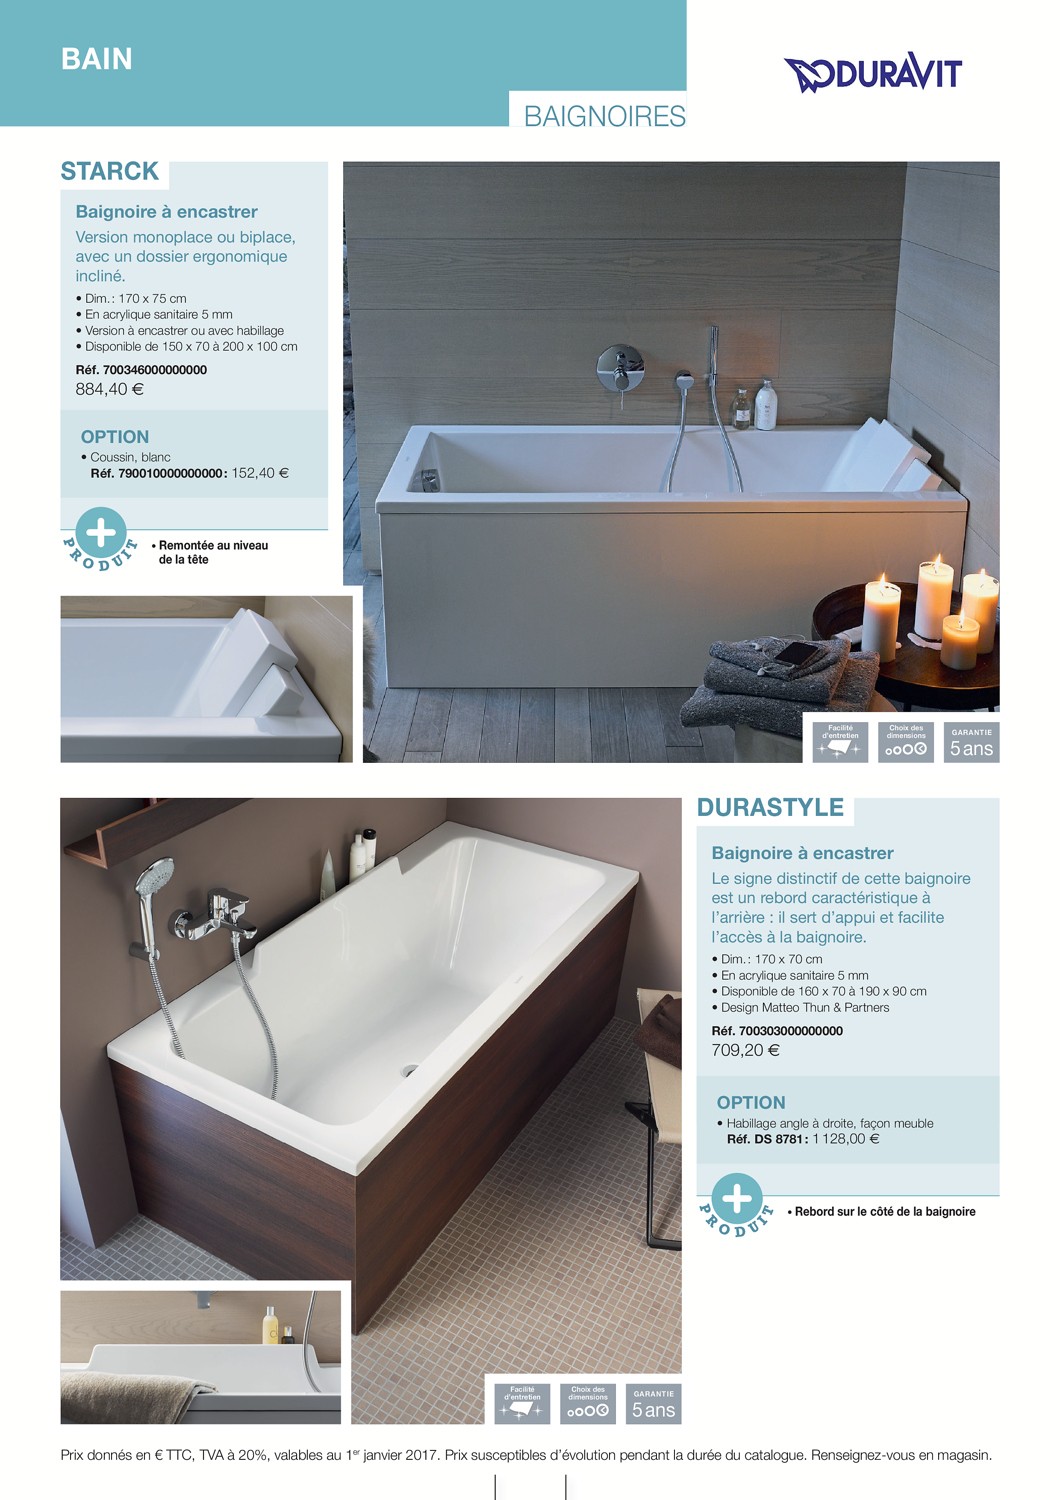 BAIN
DURAVIT
BAIGNOIRES
STARCK
Baignoire à encastrer
Version monoplace ou biplace,
avec un dossier ergonomique
incliné.
• Dim. : 170 x 75 cm
• En acrylique sanitaire 5 mm
• Version à encastrer ou avec habillage
• Disponible de 150 x 70 à 200 x 100 cm
Réf. 700346000000000
884,40 €
OPTION
• Coussin, blanc
Réf. 790010000000000 : 152,40 €
PRODUIT
• Remontée au niveau
de la tête
Facilité
d'entretien
Choix des
dimensions
GARANTIE
5 ans
DURASTYLE
Baignoire à encastrer
Le signe distinctif de cette baignoire
est un rebord caractéristique à
l'arrière : il sert d'appui et facilite
l'accès à la baignoire.
• Dim. : 170 x 70 cm
• En acrylique sanitaire 5 mm
• Disponible de 160 x 70 à 190 x 90 cm
• Design Matteo Thun & Partners
Réf. 700303000000000
709,20 €
OPTION
• Habillage angle à droite, façon meuble
Réf. DS 8781 : 1 128,00 €
PRODUIT
• Rebord sur le côté de la baignoire
Facilité
d'entretien
Choix des
dimensions
GARANTIE
5 ans
Prix donnés en € TTC, TVA à 20%, valables au 1er janvier 2017. Prix susceptibles d'évolution pendant la durée du catalogue. Renseignez-vous en magasin.